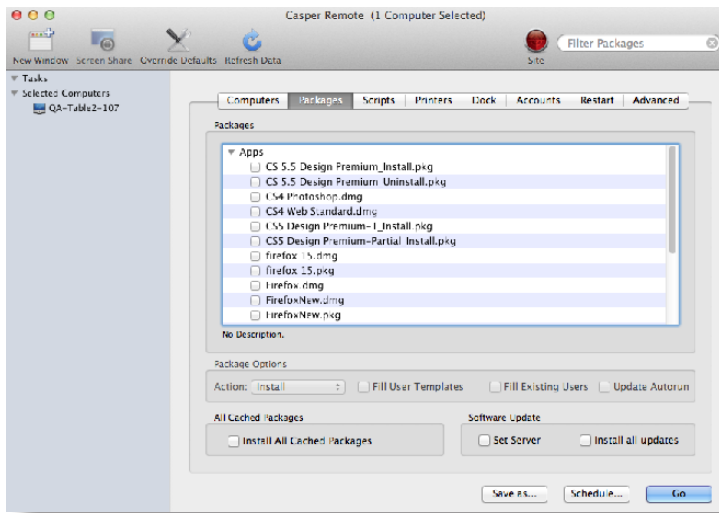 Casper Remote (1 Computer Selected)
New Window Screen Share Override Defaults Refresh Data Site Filter Packages
Tasks
Selected Computers
QA-Table2-107
Computers Packages Scripts Printers Dock Accounts Restart Advanced
Packages
Apps
CS 5.5 Design Premium_Install.pkg
CS 5.5 Design Premium_Uninstall.pkg
CS4 Photoshop.dmg
CS4 Web Standard.dmg
CS5 Design Premium-1_Install.pkg
CS5 Design Premium-Partial_Install.pkg
firefox 15.dmg
firefox 15.pkg
Firefox.dmg
FirefoxNew.dmg
FirefoxNew.pkg
No Description.
Package Options
Action: Install Fill User Templates Fill Existing Users Update Autorun
All Cached Packages Software Update
Install All Cached Packages Set Server Install all updates
Save as... Schedule... Go